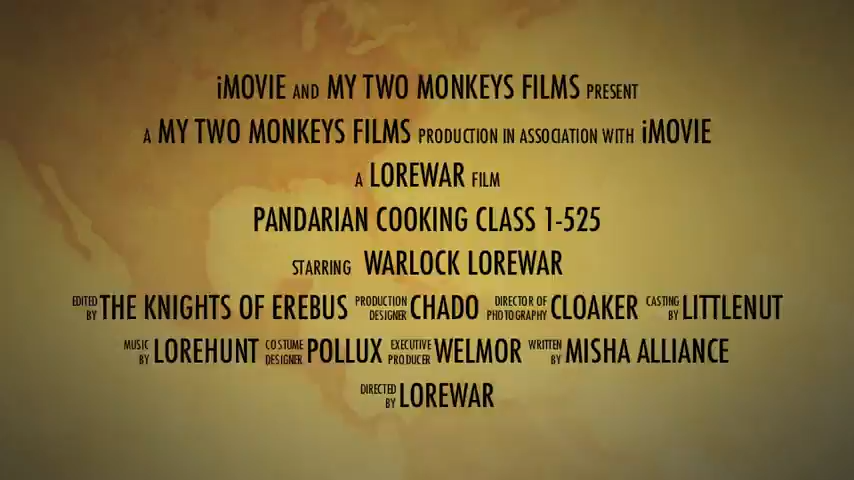 iMOVIE AND MY TWO MONKEYS FILMS PRESENT
A MY TWO MONKEYS FILMS PRODUCTION IN ASSOCIATION WITH iMOVIE
A LOREWAR FILM
PANDARIAN COOKING CLASS 1-525
STARRING WARLOCK LOREWAR
EDITED BY THE KNIGHTS OF EREBUS PRODUCTION DESIGNER CHADO DIRECTOR OF PHOTOGRAPHY CLOAKER CASTING BY LITTLENUT
MUSIC BY LOREHUNT COSTUME DESIGNER POLLUX EXECUTIVE PRODUCER WELMOR WRITTEN BY MISHA ALLIANCE
DIRECTED BY LOREWAR